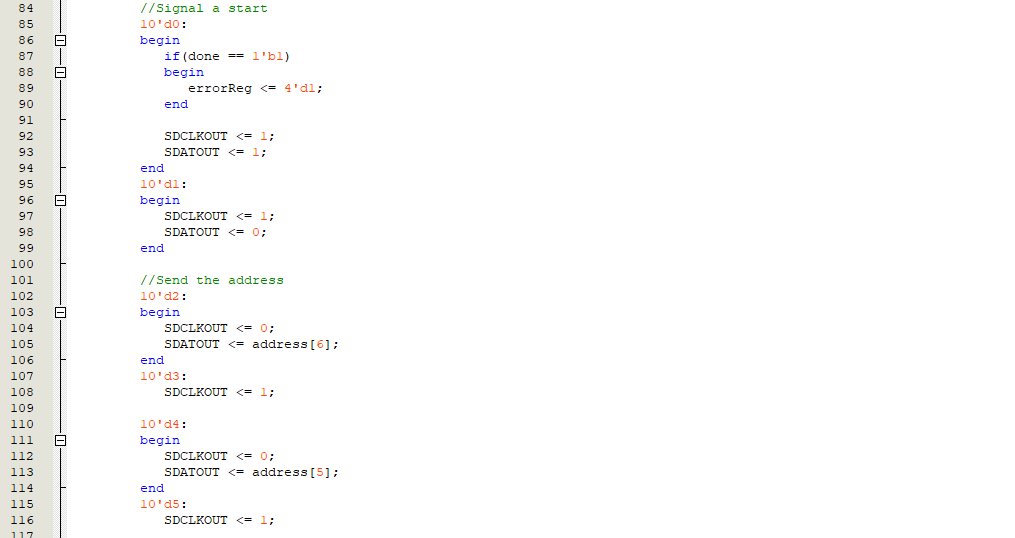 84 //Signal a start
85 10'd0:
86 begin
87 if(done == 1'b1)
88 begin
89 errorReg <= 4'd1;
90 end
91
92 SDCLKOUT <= 1;
93 SDATOUT <= 1;
94 end
95 10'd1:
96 begin
97 SDCLKOUT <= 1;
98 SDATOUT <= 0;
99 end
100
101 //Send the address
102 10'd2:
103 begin
104 SDCLKOUT <= 0;
105 SDATOUT <= address[6];
106 end
107 10'd3:
108 SDCLKOUT <= 1;
109
110 10'd4:
111 begin
112 SDCLKOUT <= 0;
113 SDATOUT <= address[5];
114 end
115 10'd5:
116 SDCLKOUT <= 1;
117